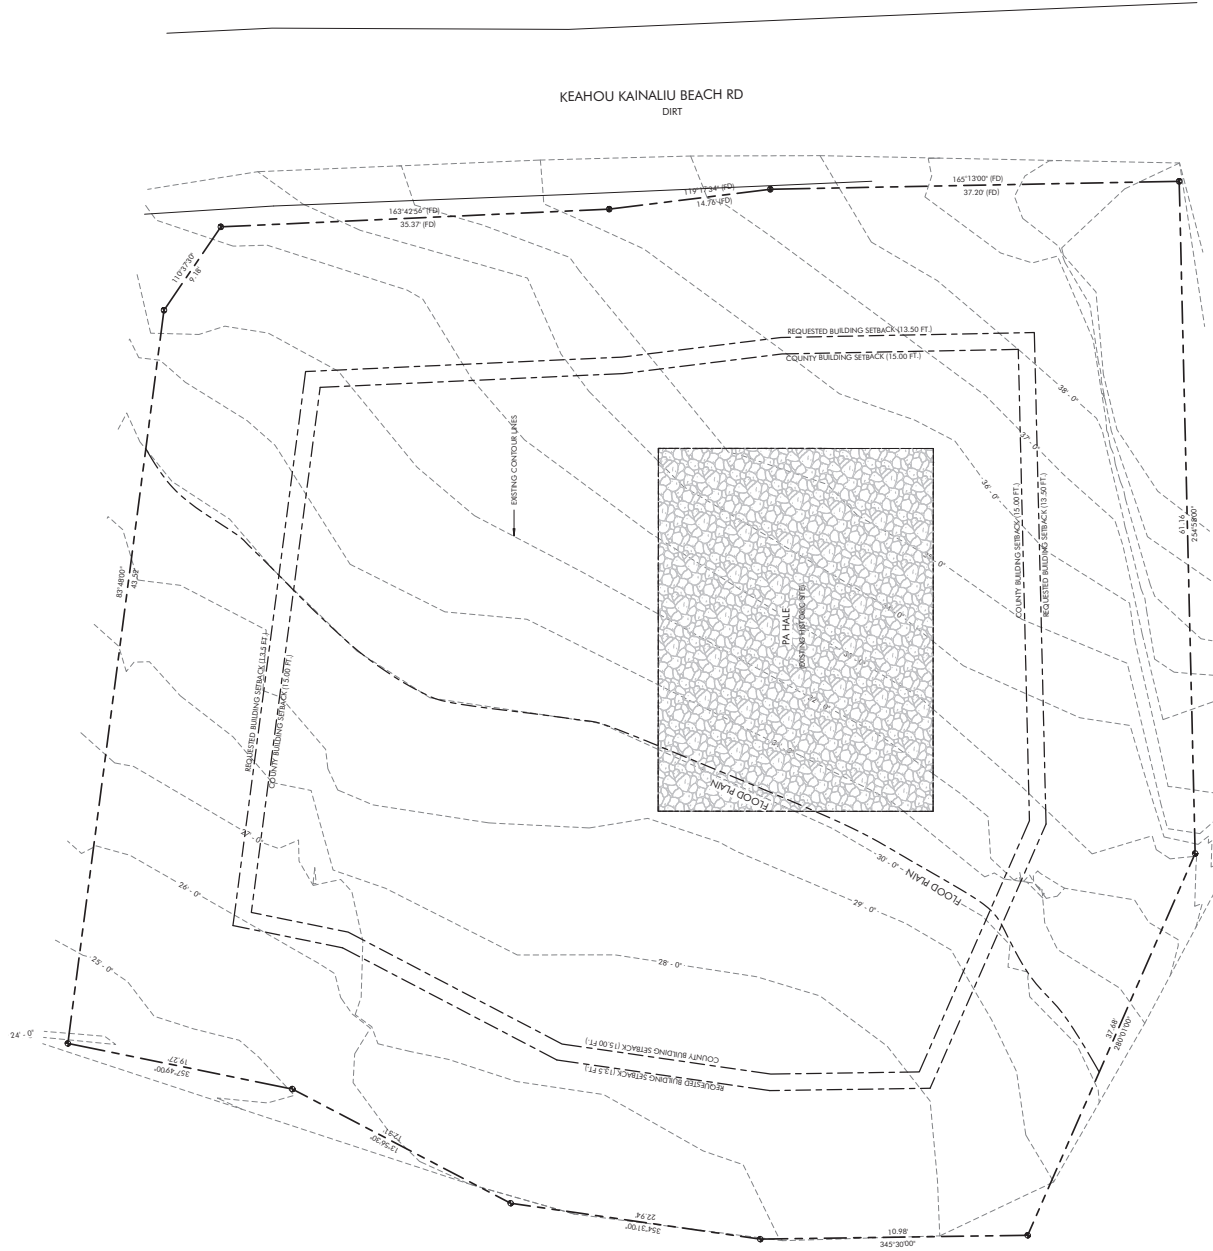 KEAHOU KAINALIU BEACH RD
DIRT
165°13'00" (FD)
37.20' (FD)
119°17'34" (FD)
14.76' (FD)
163°42'56" (FD)
35.37' (FD)
110°37'30"
9.18'
REQUESTED BUILDING SETBACK (13.50 FT.)
COUNTY BUILDING SETBACK (15.00 FT.)
38' - 0"
EXISTING CONTOUR LINES
37' - 0"
36' - 0"
COUNTY BUILDING SETBACK (15.00 FT.)
REQUESTED BUILDING SETBACK (13.50 FT.)
61.16
254°58'00"
83°48'00"
43.52'
PA HALE
EXISTING HISTORIC SITE
REQUESTED BUILDING SETBACK (13.5 FT.)
COUNTY BUILDING SETBACK (15.00 FT.)
FLOOD PLAIN
27' - 0"
30' - 0"
FLOOD PLAIN
26' - 0"
29' - 0"
25' - 0"
28' - 0"
24' - 0"
37.68'
280°01'00"
COUNTY BUILDING SETBACK (15.00 FT.)
REQUESTED BUILDING SETBACK (13.5 FT.)
19.27'
357°49'00"
13°36'30"
22.94'
354°31'00"
10.98'
345°30'00"